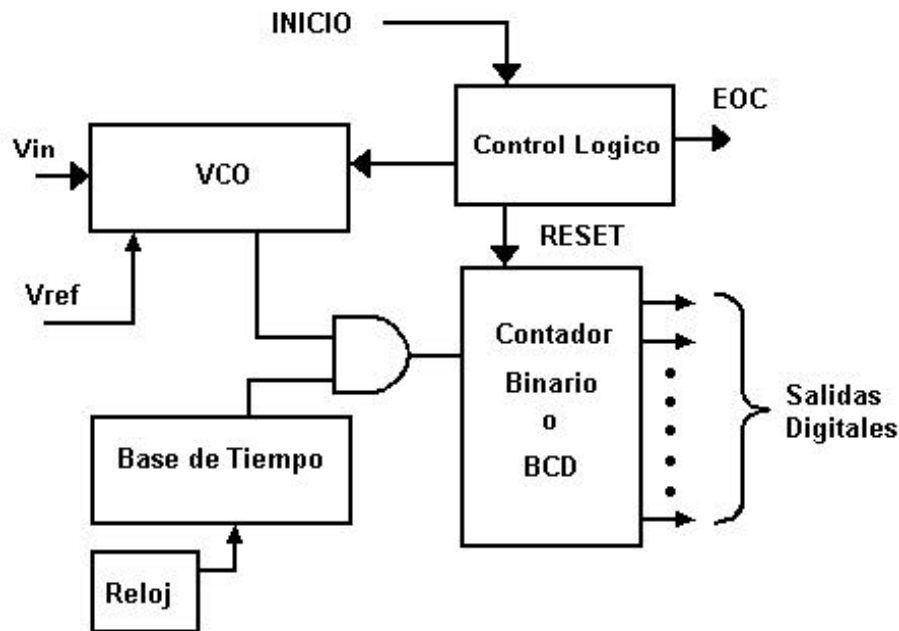 INICIO
EOC
Control Logico
Vin
VCO
RESET
Vref
Contador
Binario
o
BCD
Salidas
Digitales
Base de Tiempo
Reloj